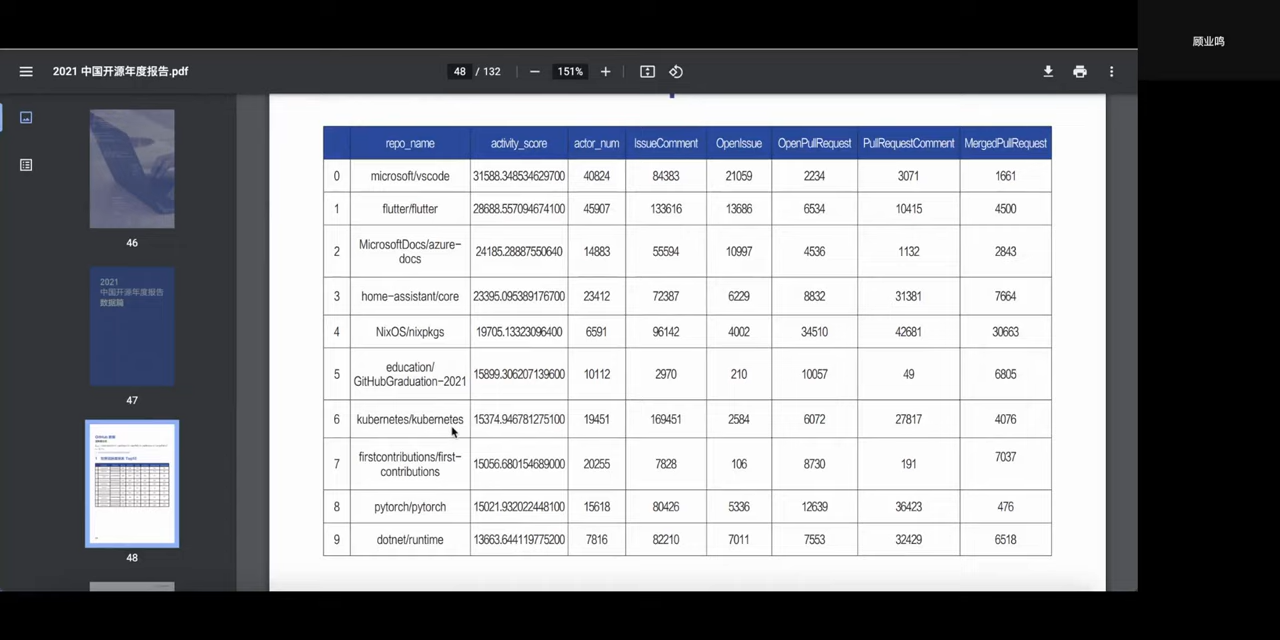 顾业鸣
2021 中国开源年度报告.pdf
48 / 132
151%
46
2021
中国开源年度报告
数据篇
47
48
repo_name activity_score actor_num IssueComment OpenIssue OpenPullRequest PullRequestComment MergedPullRequest
0 microsoft/vscode 31588.348534629700 40824 84383 21059 2234 3071 1661
1 flutter/flutter 28688.557094674100 45907 133616 13686 6534 10415 4500
2 MicrosoftDocs/azure-
docs 24185.28887550640 14883 55594 10997 4536 1132 2843
3 home-assistant/core 23395.095389176700 23412 72387 6229 8832 31381 7664
4 NixOS/nixpkgs 19705.13323096400 6591 96142 4002 34510 42681 30663
5 education/
GitHubGraduation-2021 15899.306207139600 10112 2970 210 10057 49 6805
6 kubernetes/kubernetes 15374.946781275100 19451 169451 2584 6072 27817 4076
7 firstcontributions/first-
contributions 15056.680154689000 20255 7828 106 8730 191 7037
8 pytorch/pytorch 15021.932022448100 15618 80426 5336 12639 36423 476
9 dotnet/runtime 13663.644119775200 7816 82210 7011 7553 32429 6518